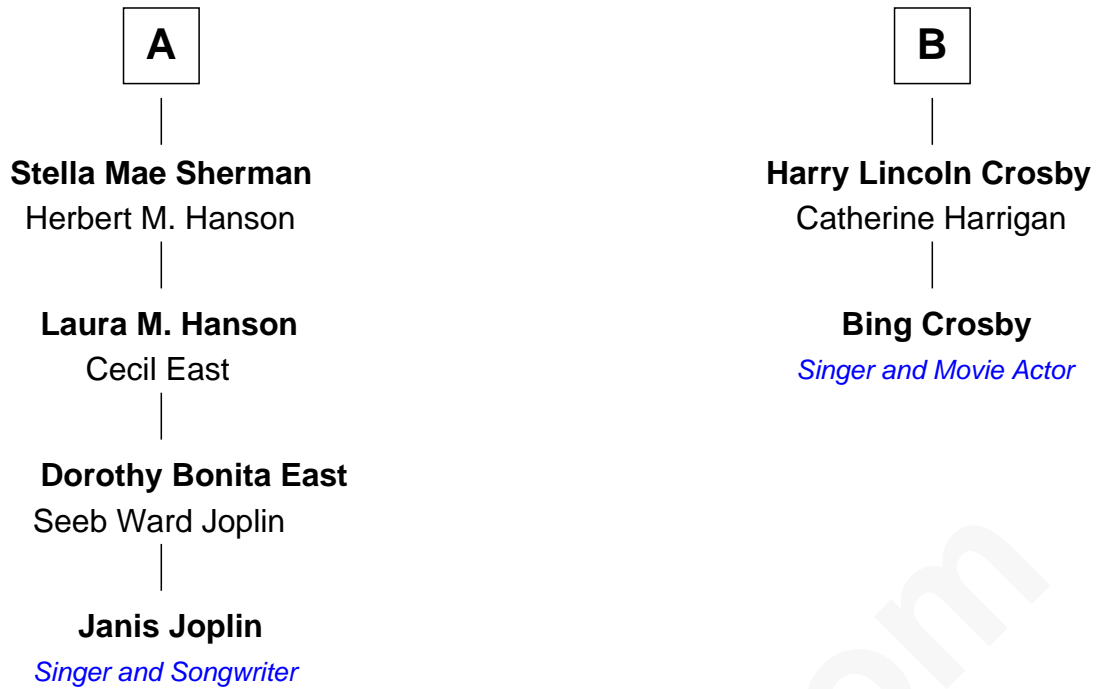 A
Stella Mae Sherman
Herbert M. Hanson
Laura M. Hanson
Cecil East
Dorothy Bonita East
Seeb Ward Joplin
Janis Joplin
Singer and Songwriter
B
Harry Lincoln Crosby
Catherine Harrigan
Bing Crosby
Singer and Movie Actor
om